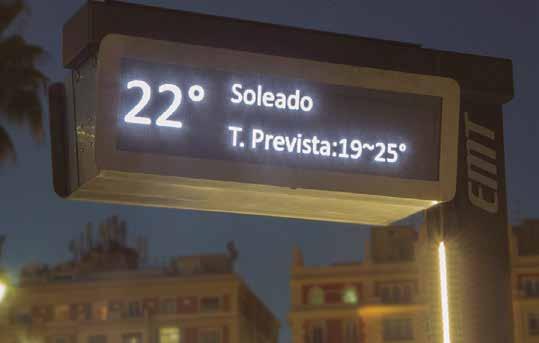 22° Soleado
T. Prevista:19~25°
EMT